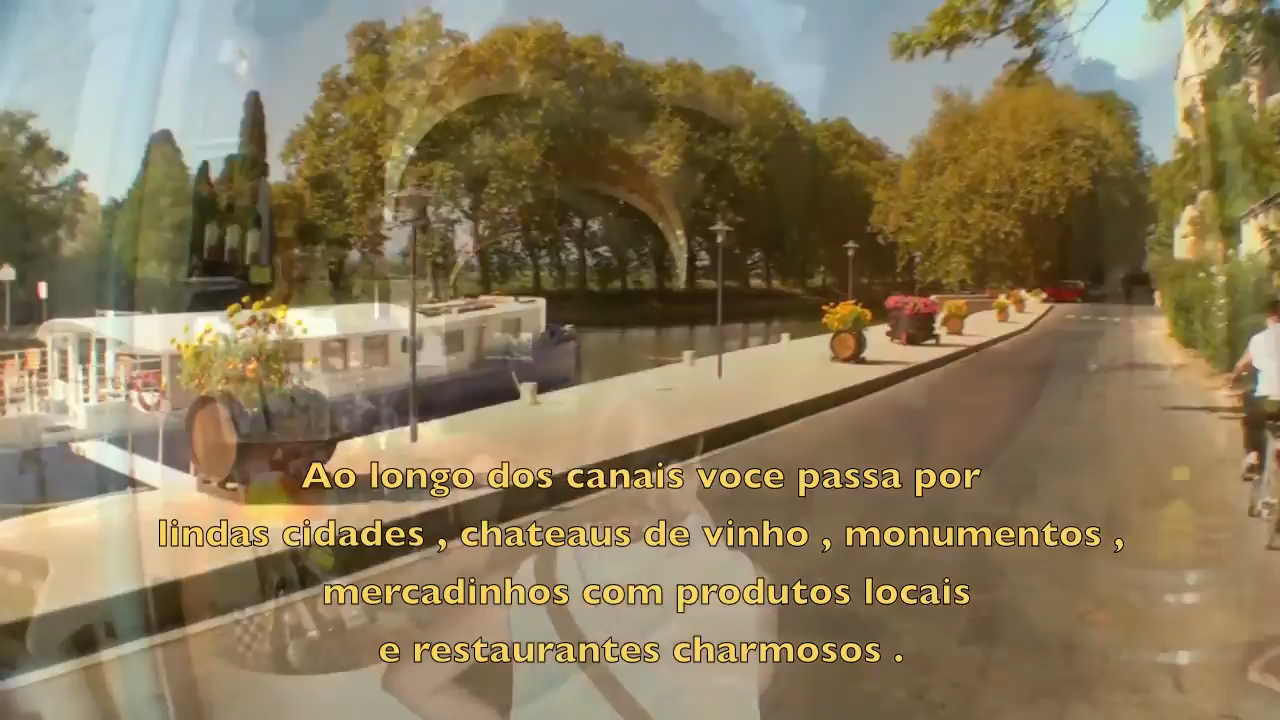 Ao longo dos canais voce passa por
lindas cidades , chateaus de vinho , monumentos ,
mercadinhos com produtos locais
e restaurantes charmosos .